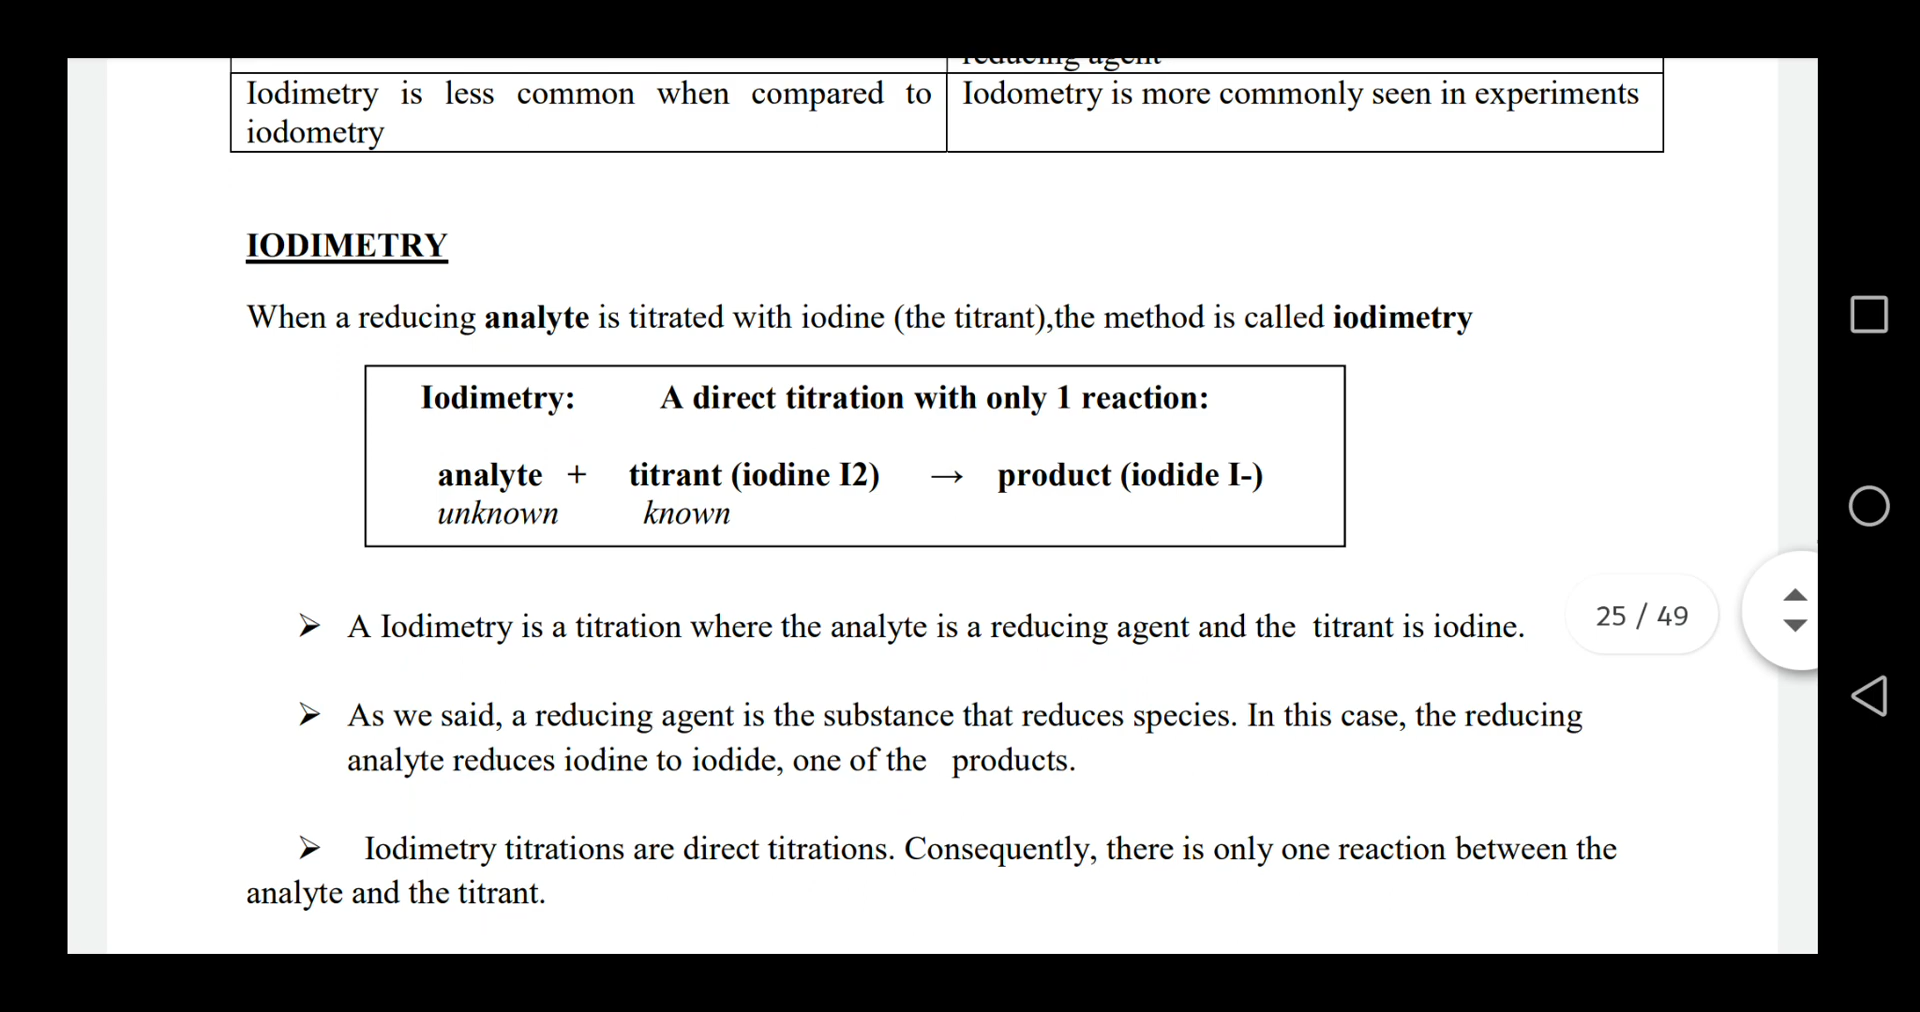 reducing agent
Iodimetry is less common when compared to
iodometry
Iodometry is more commonly seen in experiments
IODIMETRY
When a reducing analyte is titrated with iodine (the titrant),the method is called iodimetry
Iodimetry: A direct titration with only 1 reaction:
analyte + titrant (iodine I2) → product (iodide I-)
unknown known
➢ A Iodimetry is a titration where the analyte is a reducing agent and the titrant is iodine.
25 / 49
➢ As we said, a reducing agent is the substance that reduces species. In this case, the reducing
analyte reduces iodine to iodide, one of the products.
➢ Iodimetry titrations are direct titrations. Consequently, there is only one reaction between the
analyte and the titrant.